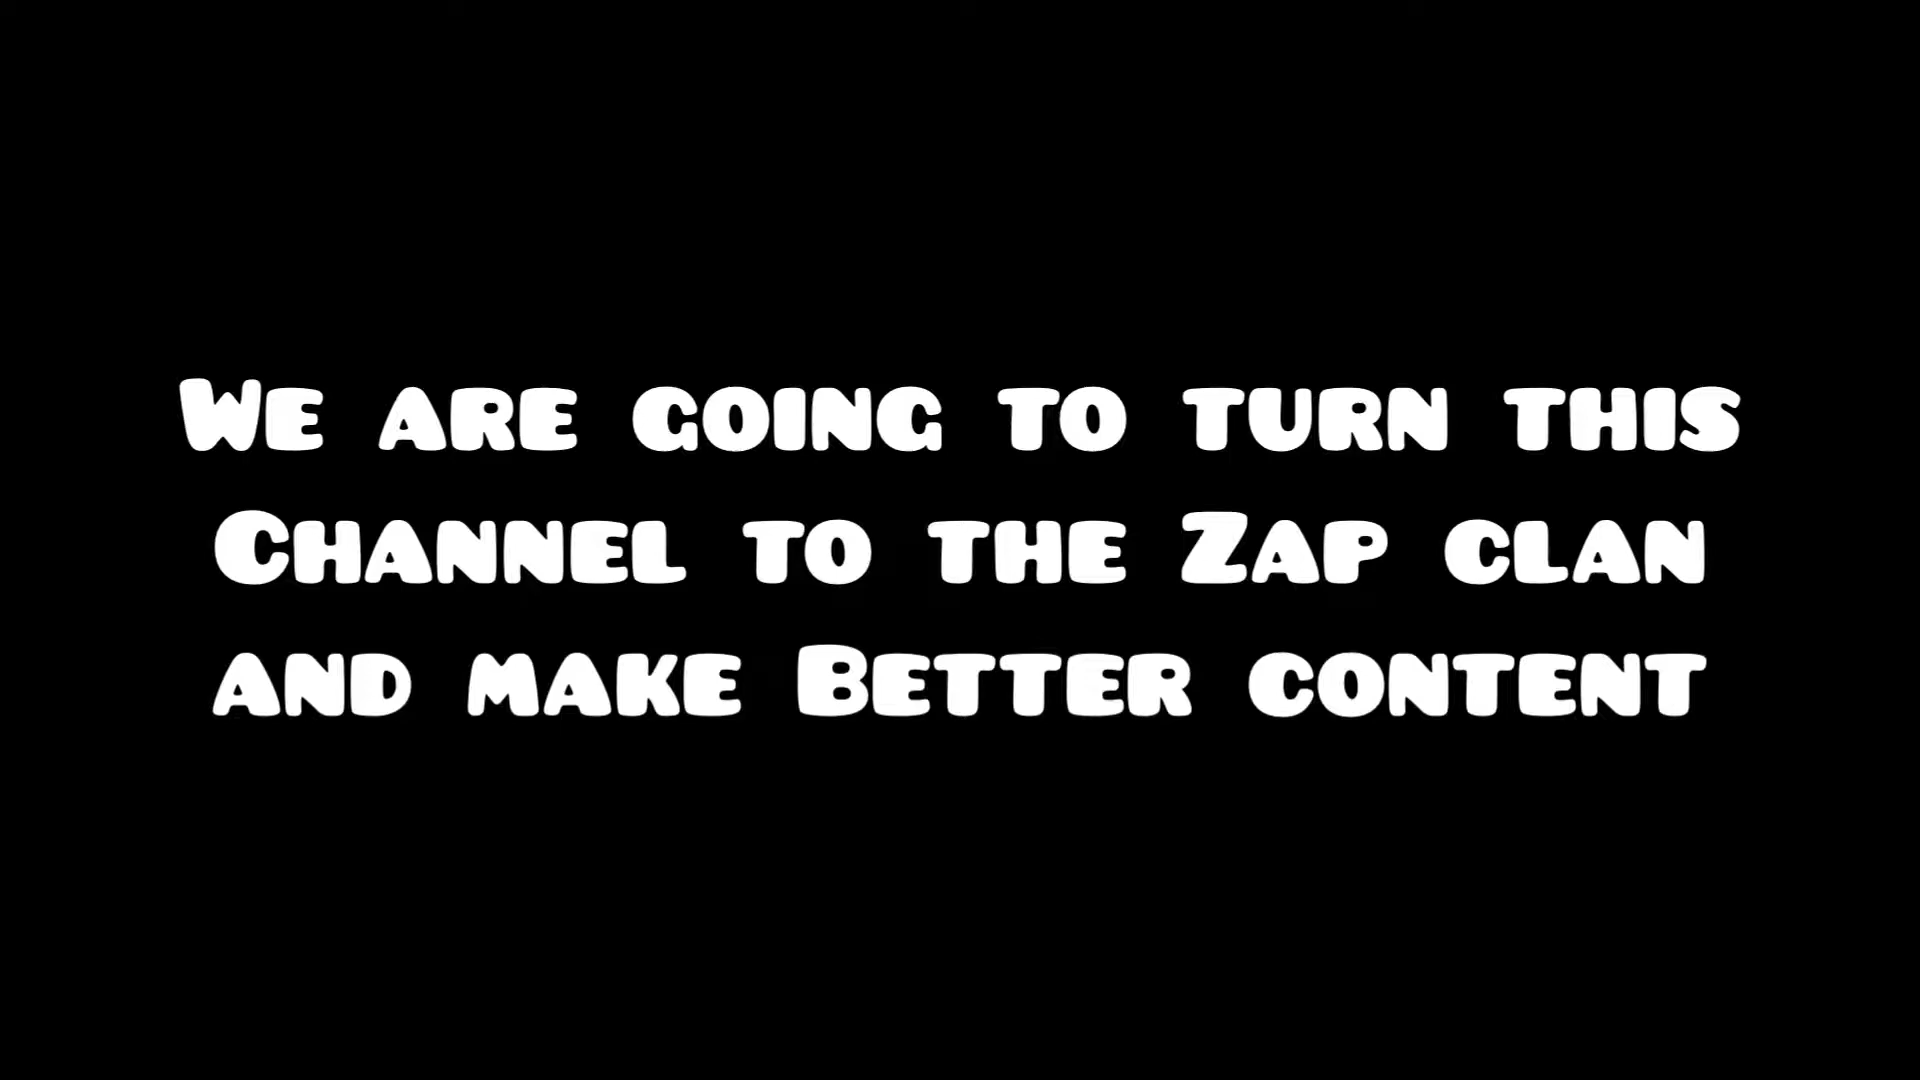 We are going to turn this
Channel to the Zap clan
and make Better content